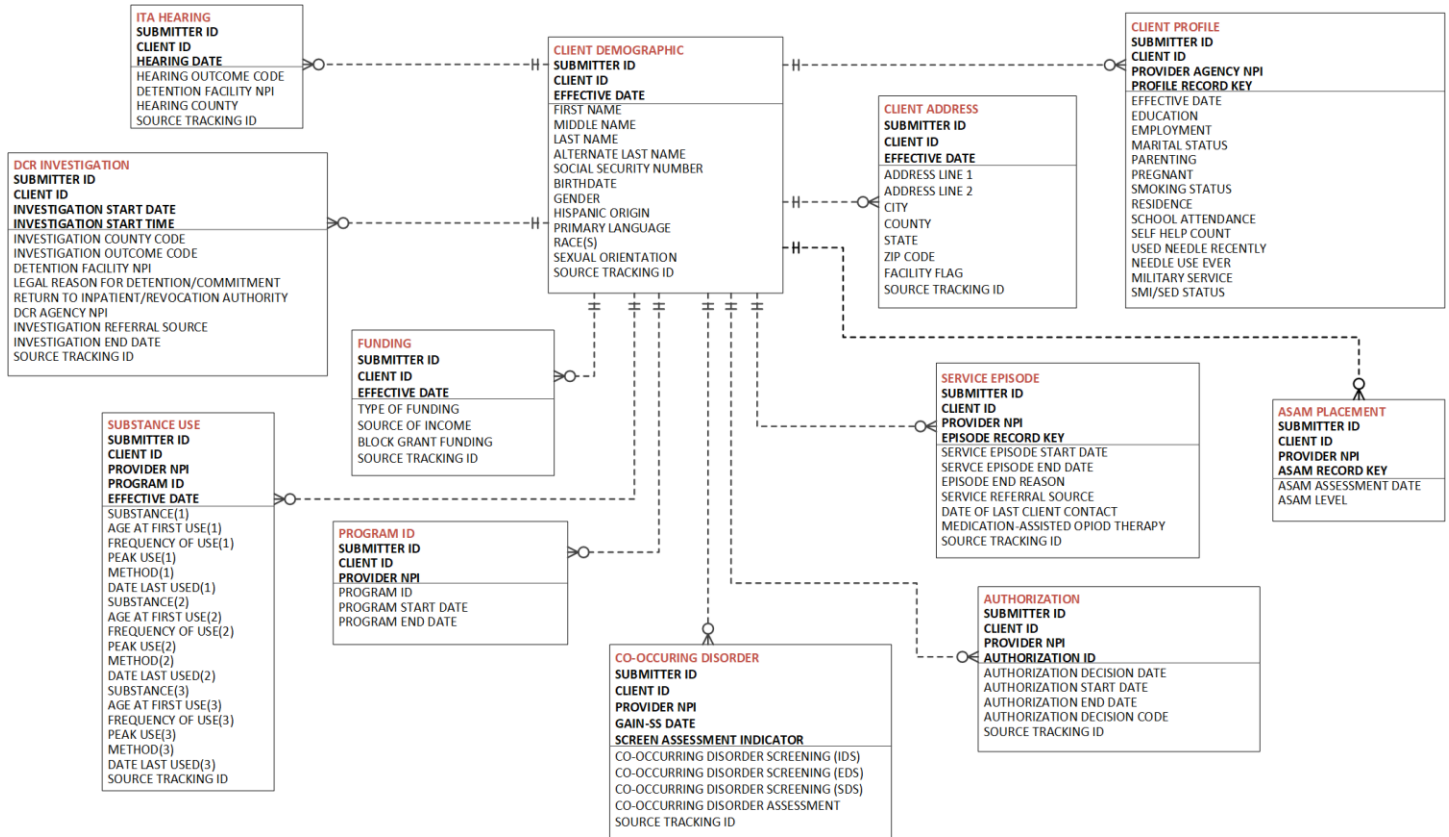 ITA HEARING
SUBMITTER ID
CLIENT ID
HEARING DATE
HEARING OUTCOME CODE
DETENTION FACILITY NPI
HEARING COUNTY
SOURCE TRACKING ID
CLIENT DEMOGRAPHIC
SUBMITTER ID
CLIENT ID
EFFECTIVE DATE
FIRST NAME
MIDDLE NAME
LAST NAME
ALTERNATE LAST NAME
SOCIAL SECURITY NUMBER
BIRTHDATE
GENDER
HISPANIC ORIGIN
PRIMARY LANGUAGE
RACE(S)
SEXUAL ORIENTATION
SOURCE TRACKING ID
CLIENT PROFILE
SUBMITTER ID
CLIENT ID
PROVIDER AGENCY NPI
PROFILE RECORD KEY
EFFECTIVE DATE
EDUCATION
EMPLOYMENT
MARITAL STATUS
PARENTING
PREGNANT
SMOKING STATUS
RESIDENCE
SCHOOL ATTENDANCE
SELF HELP COUNT
USED NEEDLE RECENTLY
NEEDLE USE EVER
MILITARY SERVICE
SMI/SED STATUS
CLIENT ADDRESS
SUBMITTER ID
CLIENT ID
EFFECTIVE DATE
ADDRESS LINE 1
ADDRESS LINE 2
CITY
COUNTY
STATE
ZIP CODE
FACILITY FLAG
SOURCE TRACKING ID
DCR INVESTIGATION
SUBMITTER ID
CLIENT ID
INVESTIGATION START DATE
INVESTIGATION START TIME
INVESTIGATION COUNTY CODE
INVESTIGATION OUTCOME CODE
DETENTION FACILITY NPI
LEGAL REASON FOR DETENTION/COMMITMENT
RETURN TO INPATIENT/REVOCATION AUTHORITY
DCR AGENCY NPI
INVESTIGATION REFERRAL SOURCE
INVESTIGATION END DATE
SOURCE TRACKING ID
FUNDING
SUBMITTER ID
CLIENT ID
EFFECTIVE DATE
TYPE OF FUNDING
SOURCE OF INCOME
BLOCK GRANT FUNDING
SOURCE TRACKING ID
SERVICE EPISODE
SUBMITTER ID
CLIENT ID
PROVIDER NPI
EPISODE RECORD KEY
SERVICE EPISODE START DATE
SERVCE EPISODE END DATE
EPISODE END REASON
SERVICE REFERRAL SOURCE
DATE OF LAST CLIENT CONTACT
MEDICATION-ASSISTED OPIOD THERAPY
SOURCE TRACKING ID
ASAM PLACEMENT
SUBMITTER ID
CLIENT ID
PROVIDER NPI
ASAM RECORD KEY
ASAM ASSESSMENT DATE
ASAM LEVEL
SUBSTANCE USE
SUBMITTER ID
CLIENT ID
PROVIDER NPI
PROGRAM ID
EFFECTIVE DATE
SUBSTANCE(1)
AGE AT FIRST USE(1)
FREQUENCY OF USE(1)
PEAK USE(1)
METHOD(1)
DATE LAST USED(1)
SUBSTANCE(2)
AGE AT FIRST USE(2)
FREQUENCY OF USE(2)
PEAK USE(2)
METHOD(2)
DATE LAST USED(2)
SUBSTANCE(3)
AGE AT FIRST USE(3)
FREQUENCY OF USE(3)
PEAK USE(3)
METHOD(3)
DATE LAST USED(3)
SOURCE TRACKING ID
PROGRAM ID
SUBMITTER ID
CLIENT ID
PROVIDER NPI
PROGRAM ID
PROGRAM START DATE
PROGRAM END DATE
CO-OCCURING DISORDER
SUBMITTER ID
CLIENT ID
PROVIDER NPI
GAIN-SS DATE
SCREEN ASSESSMENT INDICATOR
CO-OCCURRING DISORDER SCREENING (IDS)
CO-OCCURRING DISORDER SCREENING (EDS)
CO-OCCURRING DISORDER SCREENING (SDS)
CO-OCCURRING DISORDER ASSESSMENT
SOURCE TRACKING ID
AUTHORIZATION
SUBMITTER ID
CLIENT ID
PROVIDER NPI
AUTHORIZATION ID
AUTHORIZATION DECISION DATE
AUTHORIZATION START DATE
AUTHORIZATION END DATE
AUTHORIZATION DECISION CODE
SOURCE TRACKING ID